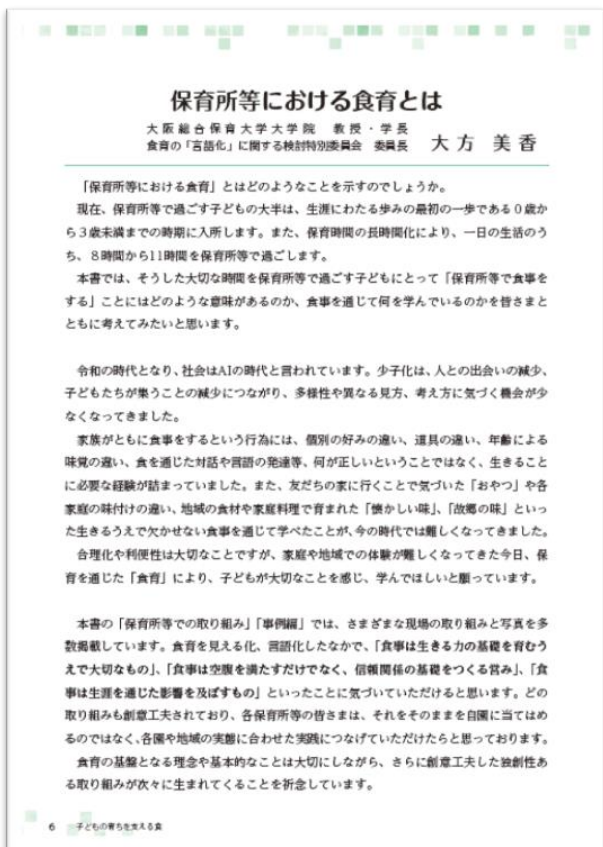 保育所等における食育とは
大阪総合保育大学大学院　教授・学長
食育の「言語化」に関する検討特別委員会　委員長　大方　美香
「保育所等における食育」とはどのようなことを示すのでしょうか。
現在、保育所等で過ごす子どもの大半は、生涯にわたる歩みの最初の一歩である０歳か
ら３歳未満までの時期に入所します。また、保育時間の長時間化により、一日の生活のう
ち、８時間から11時間を保育所等で過ごします。
本書では、そうした大切な時間を保育所等で過ごす子どもにとって「保育所等で食事を
する」ことにはどのような意味があるのか、食事を通じて何を学んでいるのかを皆さまと
ともに考えてみたいと思います。
令和の時代となり、社会はAIの時代と言われています。少子化は、人との出会いの減少、
子どもたちが集うことの減少につながり、多様性や異なる見方、考え方に気づく機会が少
なくなってきました。
家族がともに食事をするという行為には、個別の好みの違い、道具の違い、年齢による
味覚の違い、食を通じた対話や言語の発達等、何が正しいということではなく、生きること
に必要な経験が詰まっていました。また、友だちの家に行くことで気づいた「おやつ」や各
家庭の味付けの違い、地域の食材や家庭料理で育まれた「懐かしい味」、「故郷の味」といっ
た生きるうえで欠かせない食事を通じて学べたことが、今の時代では難しくなってきました。
合理化や利便性は大切なことですが、家庭や地域での体験が難しくなってきた今日、保
育を通じた「食育」により、子どもが大切なことを感じ、学んでほしいと願っています。
本書の「保育所等での取り組み」「事例編」では、さまざまな現場の取り組みと写真を多
数掲載しています。食育を見える化、言語化したなかで、「食事は生きる力の基礎を育むう
えで大切なもの」、「食事は空腹を満たすだけでなく、信頼関係の基礎をつくる営み」、「食
事は生涯を通じた影響を及ぼすもの」といったことに気づいていただけると思います。どの
取り組みも創意工夫されており、各保育所等の皆さまは、それをそのままを自園に当てはめ
るのではなく、各園や地域の実態に合わせた実践につなげていただけたらと思っております。
食育の基盤となる理念や基本的なことは大切にしながら、さらに創意工夫した独創性あ
る取り組みが次々に生まれてくることを祈念しています。
6　子どもの育ちを支える食